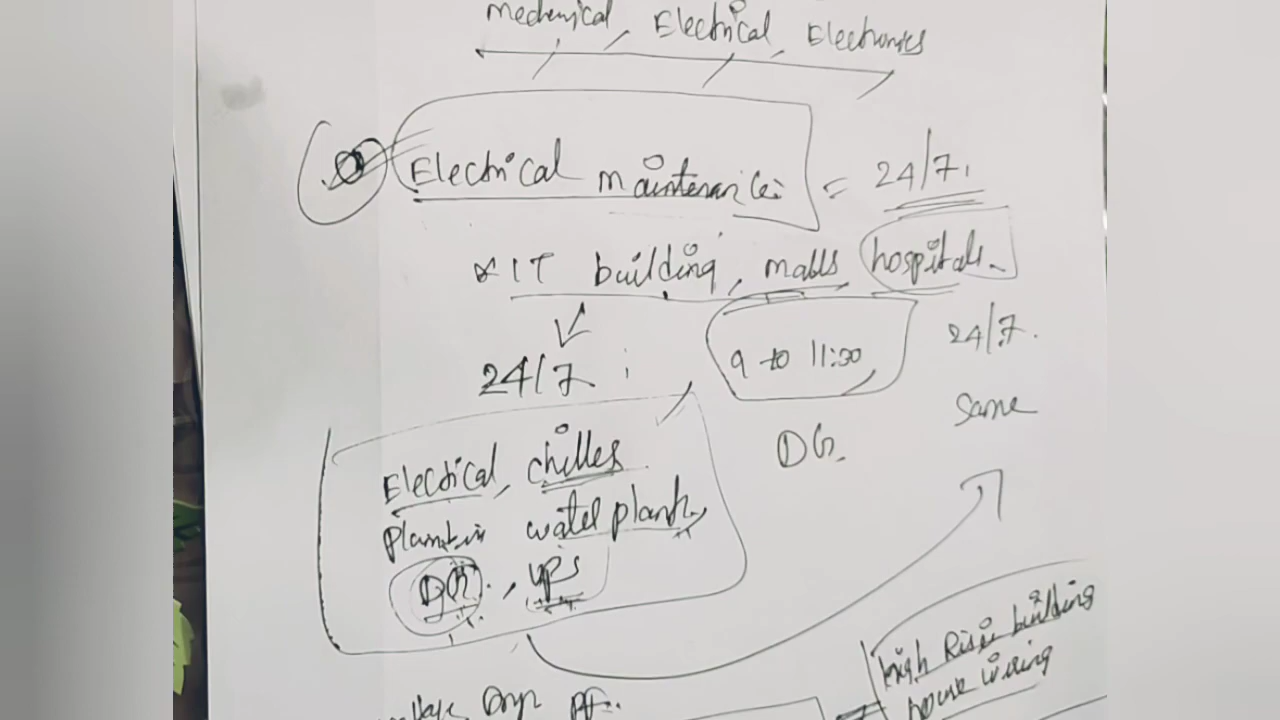 Mechanical, Electrical, Electronics
Electrical maintenance: = 24/7.
IT building, malls hospitals.
24/7 : 9 to 11:30 24/7.
Same
DG.
Electrical, chilles
water plant
DG. , UPS
High Rise building
house wiring